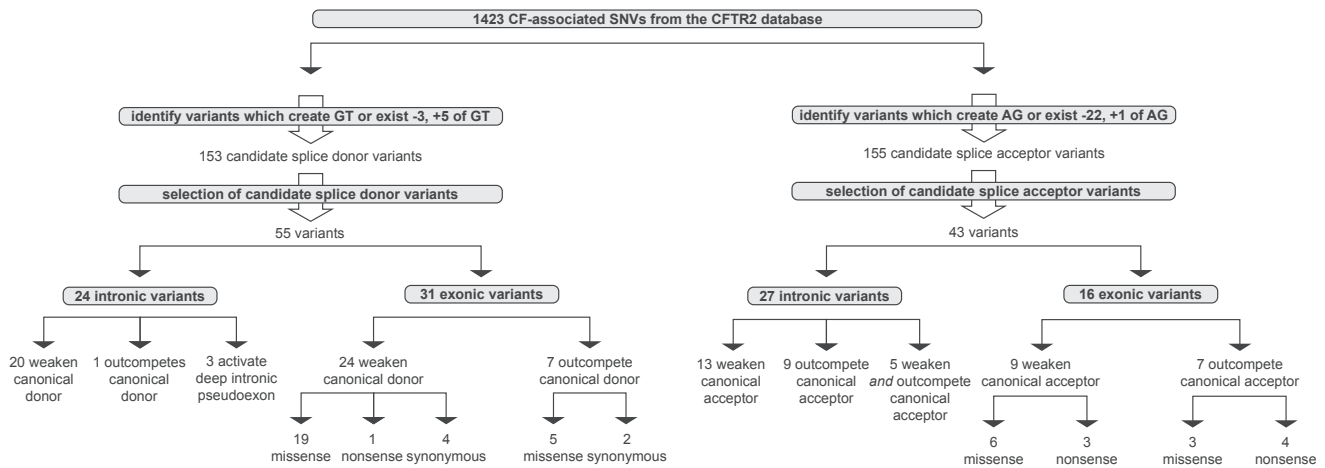 1423 CF-associated SNVs from the CFTR2 database
identify variants which create GT or exist -3, +5 of GT
153 candidate splice donor variants
selection of candidate splice donor variants
55 variants
24 intronic variants
20 weaken
canonical
donor
1 outcompetes
canonical
donor
3 activate
deep intronic
pseudoexon
31 exonic variants
24 weaken
canonical donor
19
missense
1
nonsense
4
synonymous
7 outcompete
canonical donor
5
missense
2
synonymous
identify variants which create AG or exist -22, +1 of AG
155 candidate splice acceptor variants
selection of candidate splice acceptor variants
43 variants
27 intronic variants
13 weaken
canonical
acceptor
9 outcompete
canonical
acceptor
5 weaken
and outcompete
canonical
acceptor
16 exonic variants
9 weaken
canonical acceptor
6
missense
3
nonsense
7 outcompete
canonical acceptor
3
missense
4
nonsense